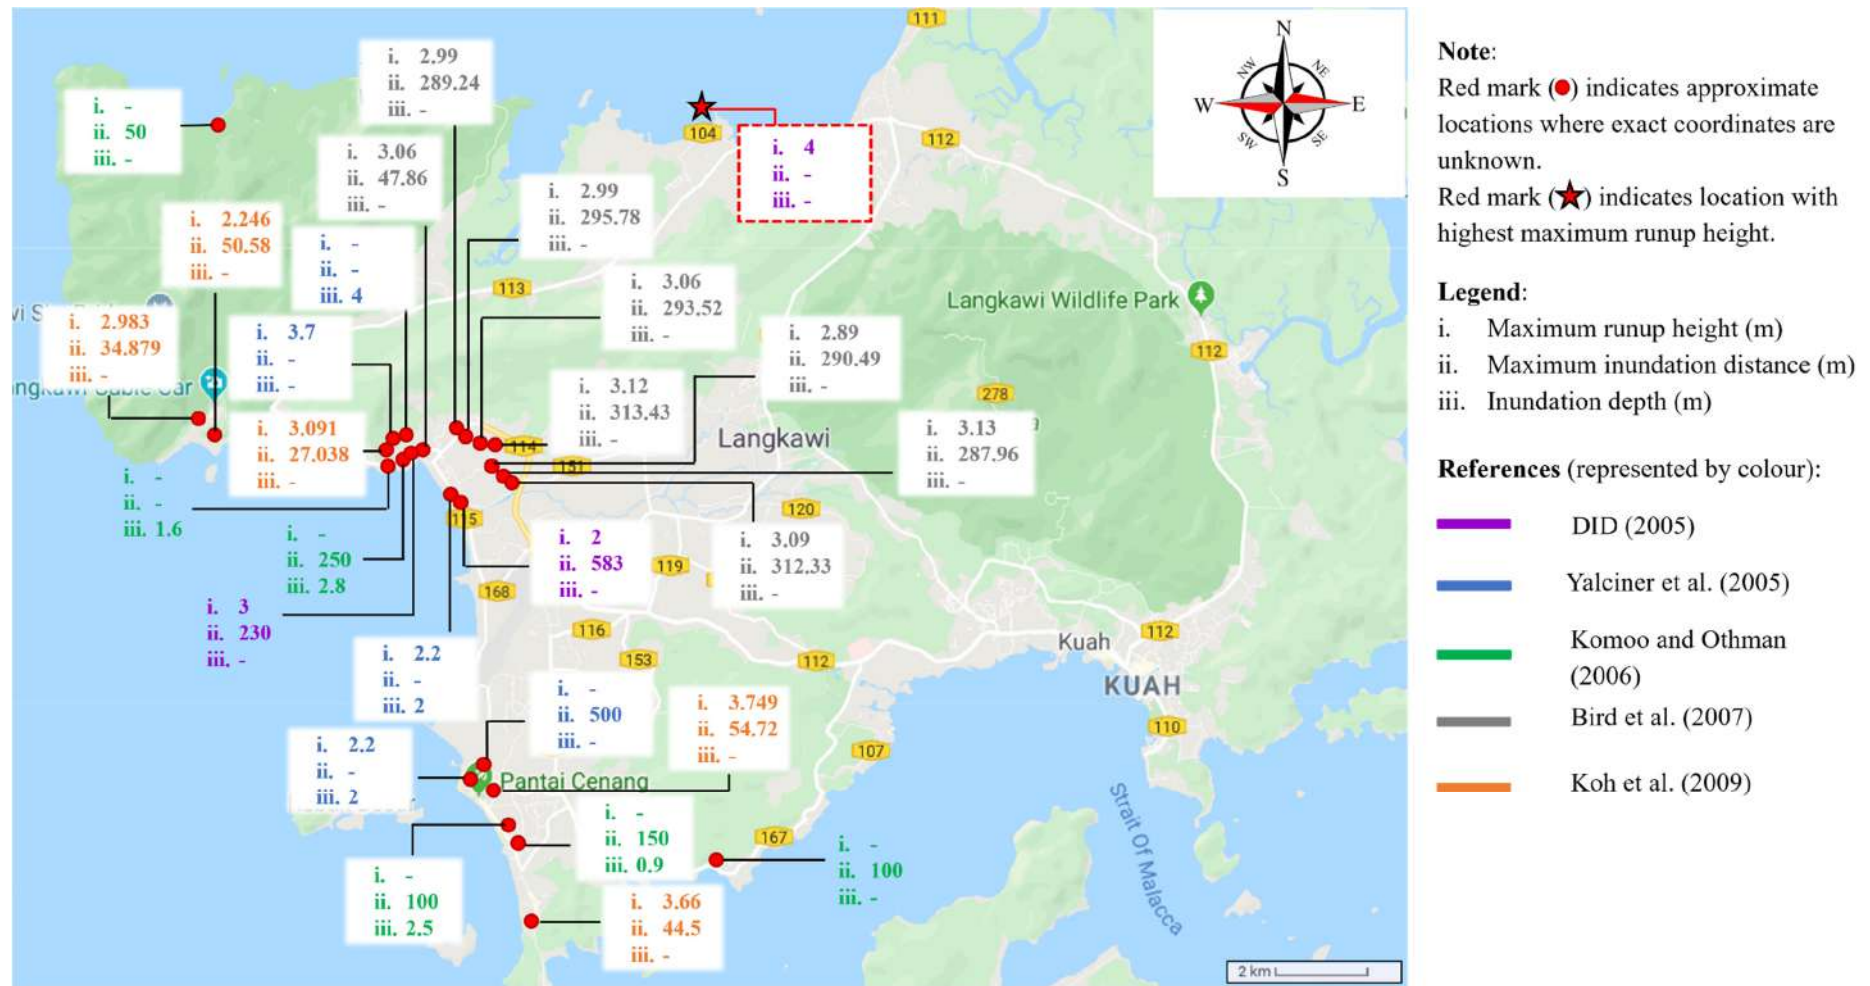 111
N
NW
NE
W
E
SW
SE
S
i. 2.99
ii. 289.24
iii. -
i. -
ii. 50
iii. -
104
112
i. 4
ii. -
iii. -
i. 3.06
ii. 47.86
iii. -
i. 2.99
ii. 295.78
iii. -
i. 2.246
ii. 50.58
iii. -
i. -
ii. -
iii. 4
113
i. 3.06
ii. 293.52
iii. -
Langkawi Wildlife Park
i. 2.983
ii. 34.879
iii. -
i. 3.7
ii. -
iii. -
i. 2.89
ii. 290.49
iii. -
112
i. 3.12
ii. 313.43
iii. -
278
i. 3.091
ii. 27.038
iii. -
114
Langkawi
i. 3.13
ii. 287.96
iii. -
151
i. -
ii. -
iii. 1.6
115
120
i. -
ii. 250
iii. 2.8
i. 2
ii. 583
iii. -
119
i. 3.09
ii. 312.33
iii. -
168
i. 3
ii. 230
iii. -
116
153
112
Kuah
112
KUAH
i. 2.2
ii. -
iii. 2
i. -
ii. 500
iii. -
i. 3.749
ii. 54.72
iii. -
110
107
i. 2.2
ii. -
iii. 2
Pantai Cenang
Strait Of Malacca
i. -
ii. 150
iii. 0.9
167
i. -
ii. 100
iii. -
i. -
ii. 100
iii. 2.5
i. 3.66
ii. 44.5
iii. -
2 km
Note:
Red mark (●) indicates approximate
locations where exact coordinates are
unknown.
Red mark (★) indicates location with
highest maximum runup height.
Legend:
i. Maximum runup height (m)
ii. Maximum inundation distance (m)
iii. Inundation depth (m)
References (represented by colour):
DID (2005)
Yalciner et al. (2005)
Komoo and Othman
(2006)
Bird et al. (2007)
Koh et al. (2009)